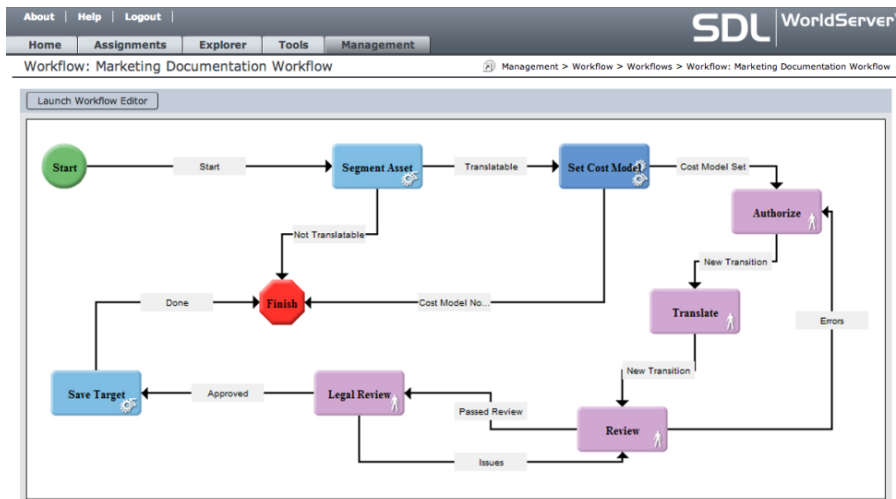 About | Help | Logout |
SDL WorldServer
Home Assignments Explorer Tools Management
Workflow: Marketing Documentation Workflow
Management > Workflow > Workflows > Workflow: Marketing Documentation Workflow
Launch Workflow Editor
Start
Start
Segment Asset
Translatable
Set Cost Model
Cost Model Set
Authorize
Not Translatable
New Transition
Done
Finish
Cost Model No...
Translate
Errors
New Transition
Save Target
Approved
Legal Review
Passed Review
Review
Issues